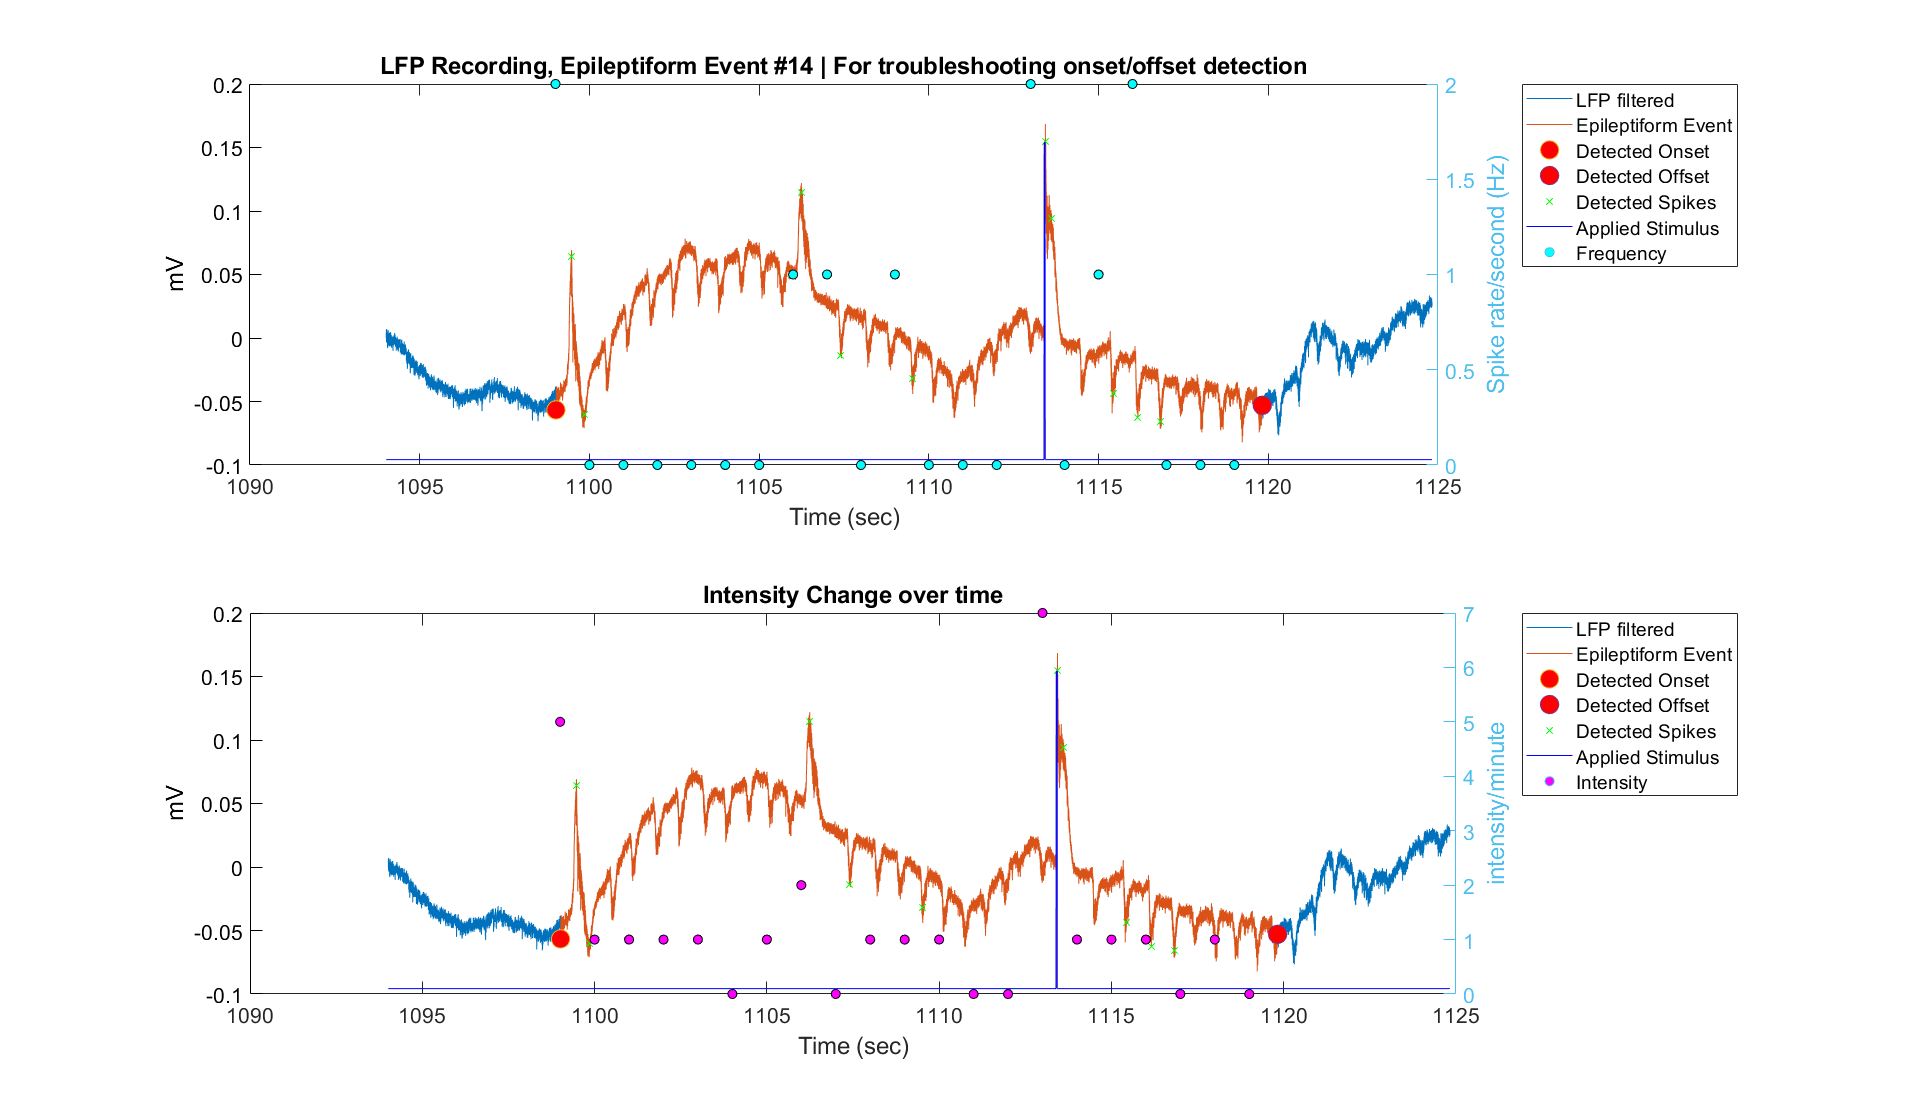 LFP Recording, Epileptiform Event #14 | For troubleshooting onset/offset detection
0.2
0.15
0.1
0.05
0
-0.05
-0.1
mV
2
1.5
1
0.5
0
Spike rate/second (Hz)
1090 1095 1100 1105 1110 1115 1120 1125
Time (sec)
LFP filtered
Epileptiform Event
Detected Onset
Detected Offset
Detected Spikes
Applied Stimulus
Frequency
Intensity Change over time
0.2
0.15
0.1
0.05
0
-0.05
-0.1
mV
7
6
5
4
3
2
1
0
intensity/minute
1090 1095 1100 1105 1110 1115 1120 1125
Time (sec)
LFP filtered
Epileptiform Event
Detected Onset
Detected Offset
Detected Spikes
Applied Stimulus
Intensity